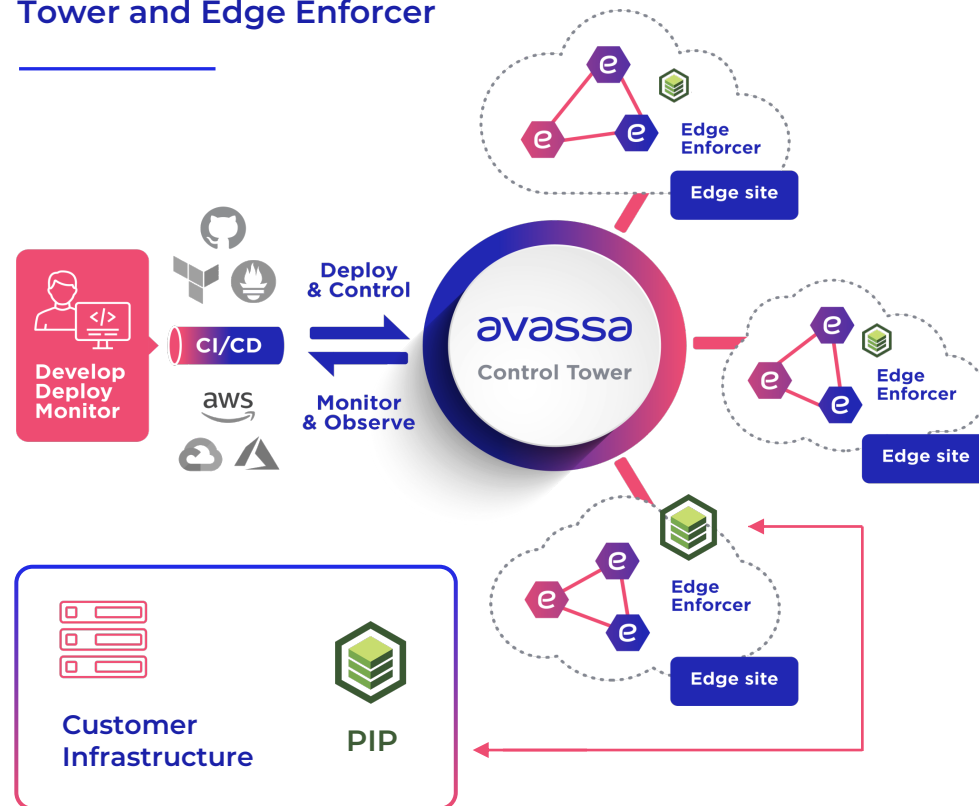 Tower and Edge Enforcer
Edge
Enforcer
Edge site
Deploy
& Control
</>
CI/CD
Develop
Deploy
Monitor
aws
Monitor
& Observe
avassa
Control Tower
Edge
Enforcer
Edge site
Edge
Enforcer
Edge site
Customer
Infrastructure
PIP
e
e
e
e
e
e
e
e
e